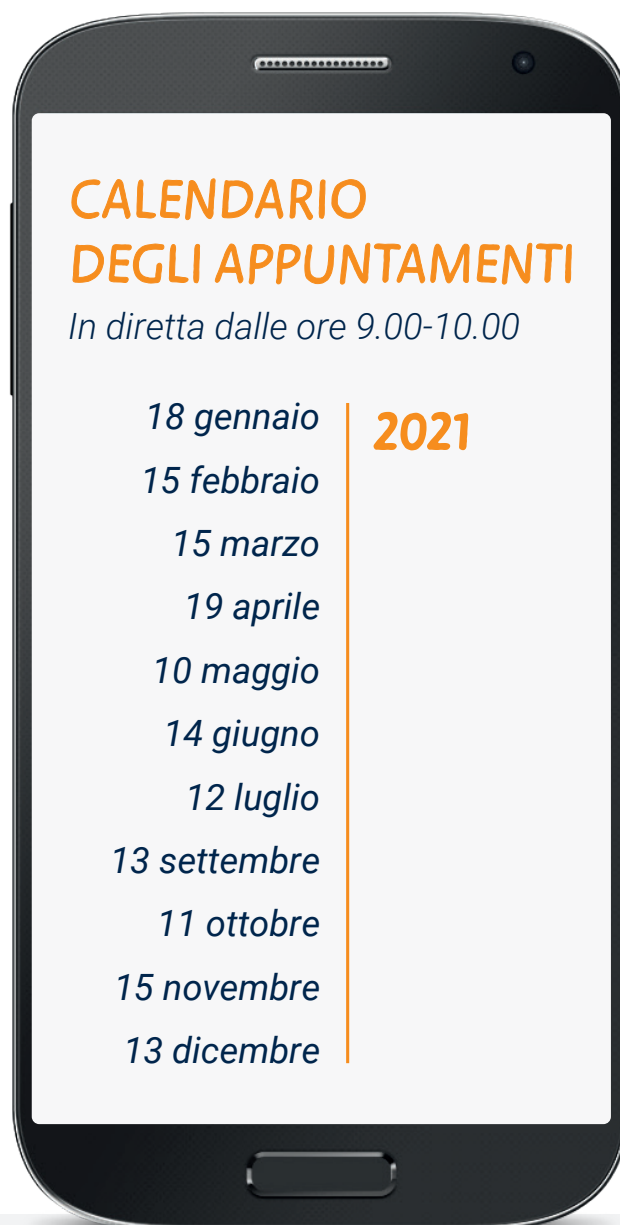 CALENDARIO
DEGLI APPUNTAMENTI
In diretta dalle ore 9.00-10.00
2021
18 gennaio
15 febbraio
15 marzo
19 aprile
10 maggio
14 giugno
12 luglio
13 settembre
11 ottobre
15 novembre
13 dicembre